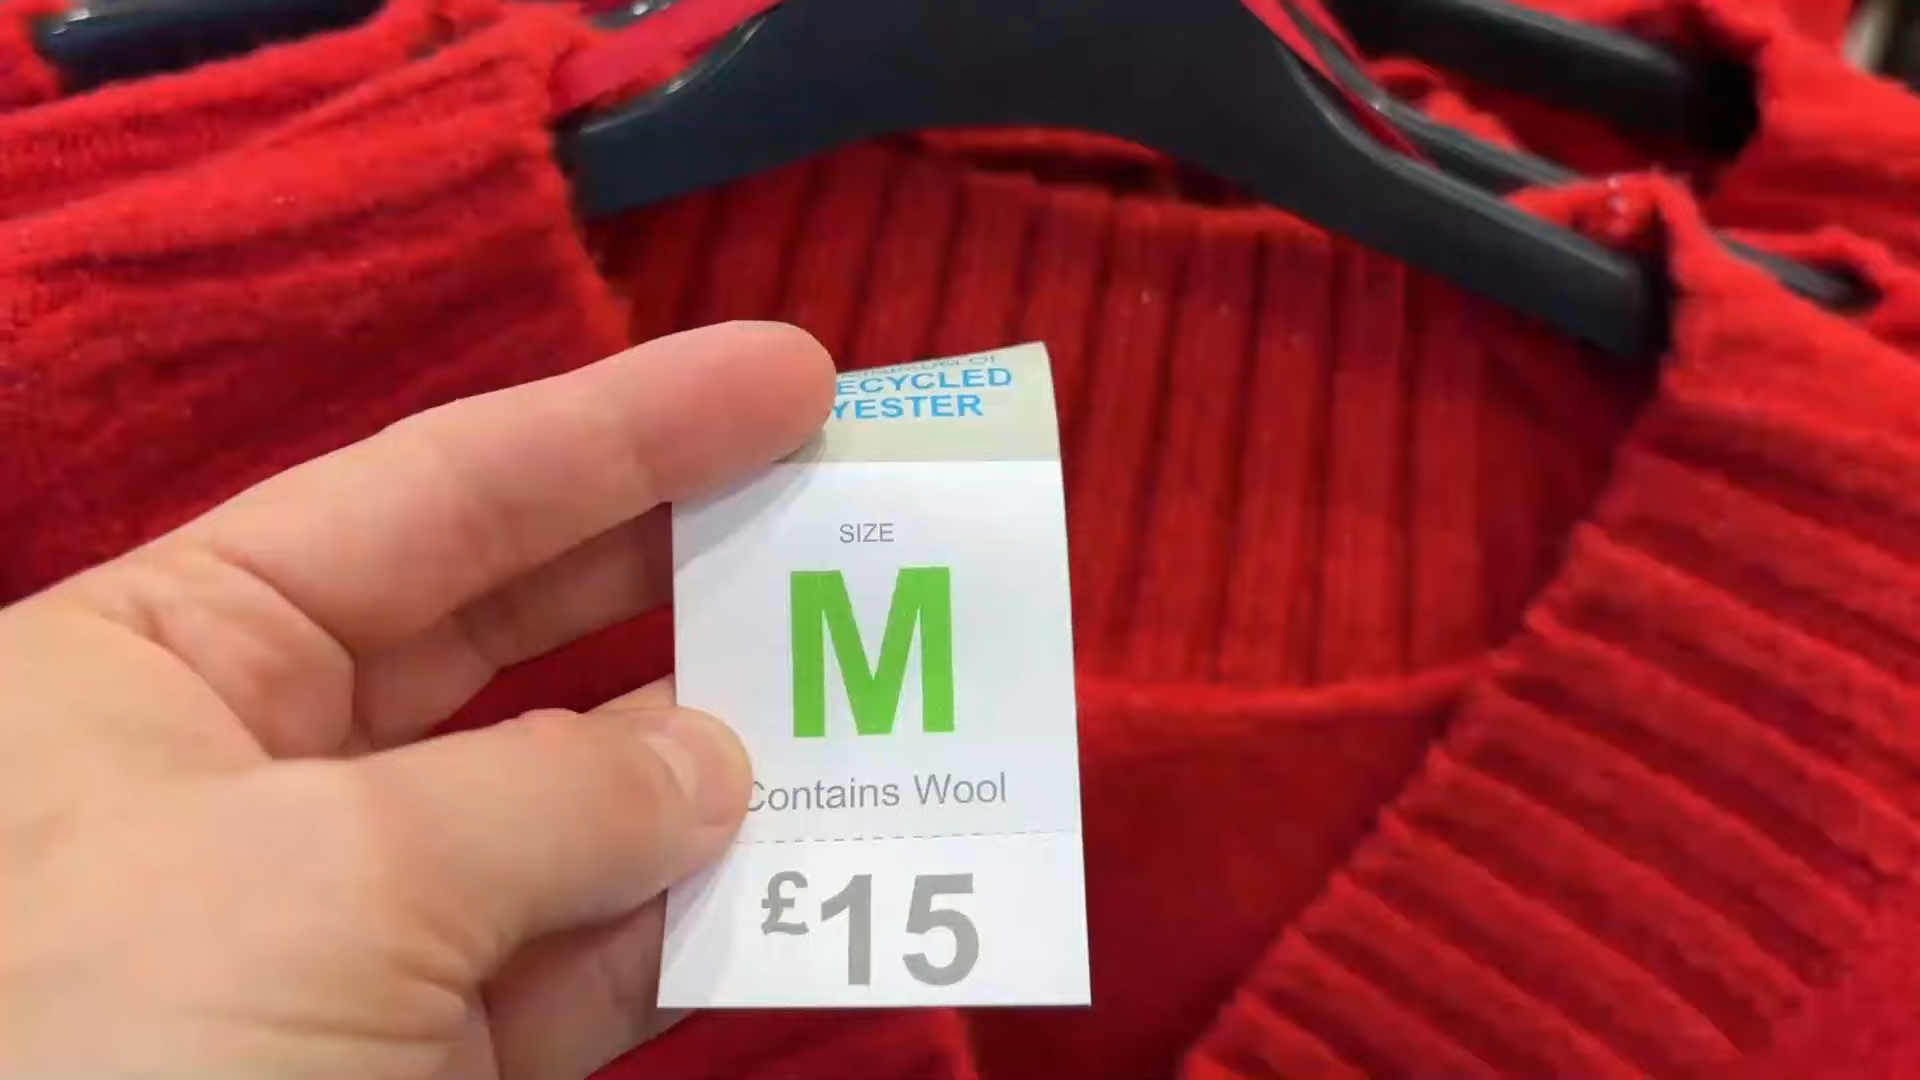 ECYCLED
YESTER
SIZE
M
Contains Wool
£15